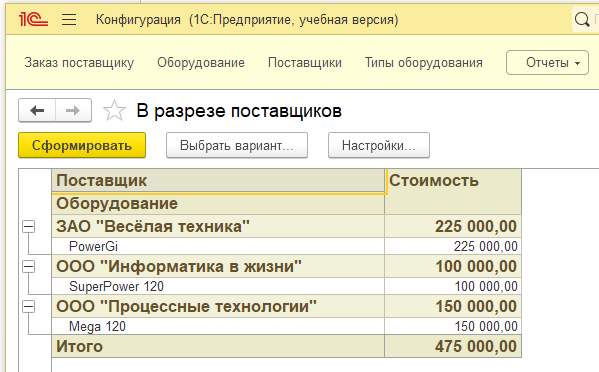 1С Конфигурация (1С:Предприятие, учебная версия)
Заказ поставщику Оборудование Поставщики Типы оборудования Отчеты
В разрезе поставщиков
Сформировать Выбрать вариант... Настройки...
Поставщик Стоимость
Оборудование
ЗАО "Весёлая техника" 225 000,00
PowerGi 225 000,00
ООО "Информатика в жизни" 100 000,00
SuperPower 120 100 000,00
ООО "Процессные технологии" 150 000,00
Mega 120 150 000,00
Итого 475 000,00